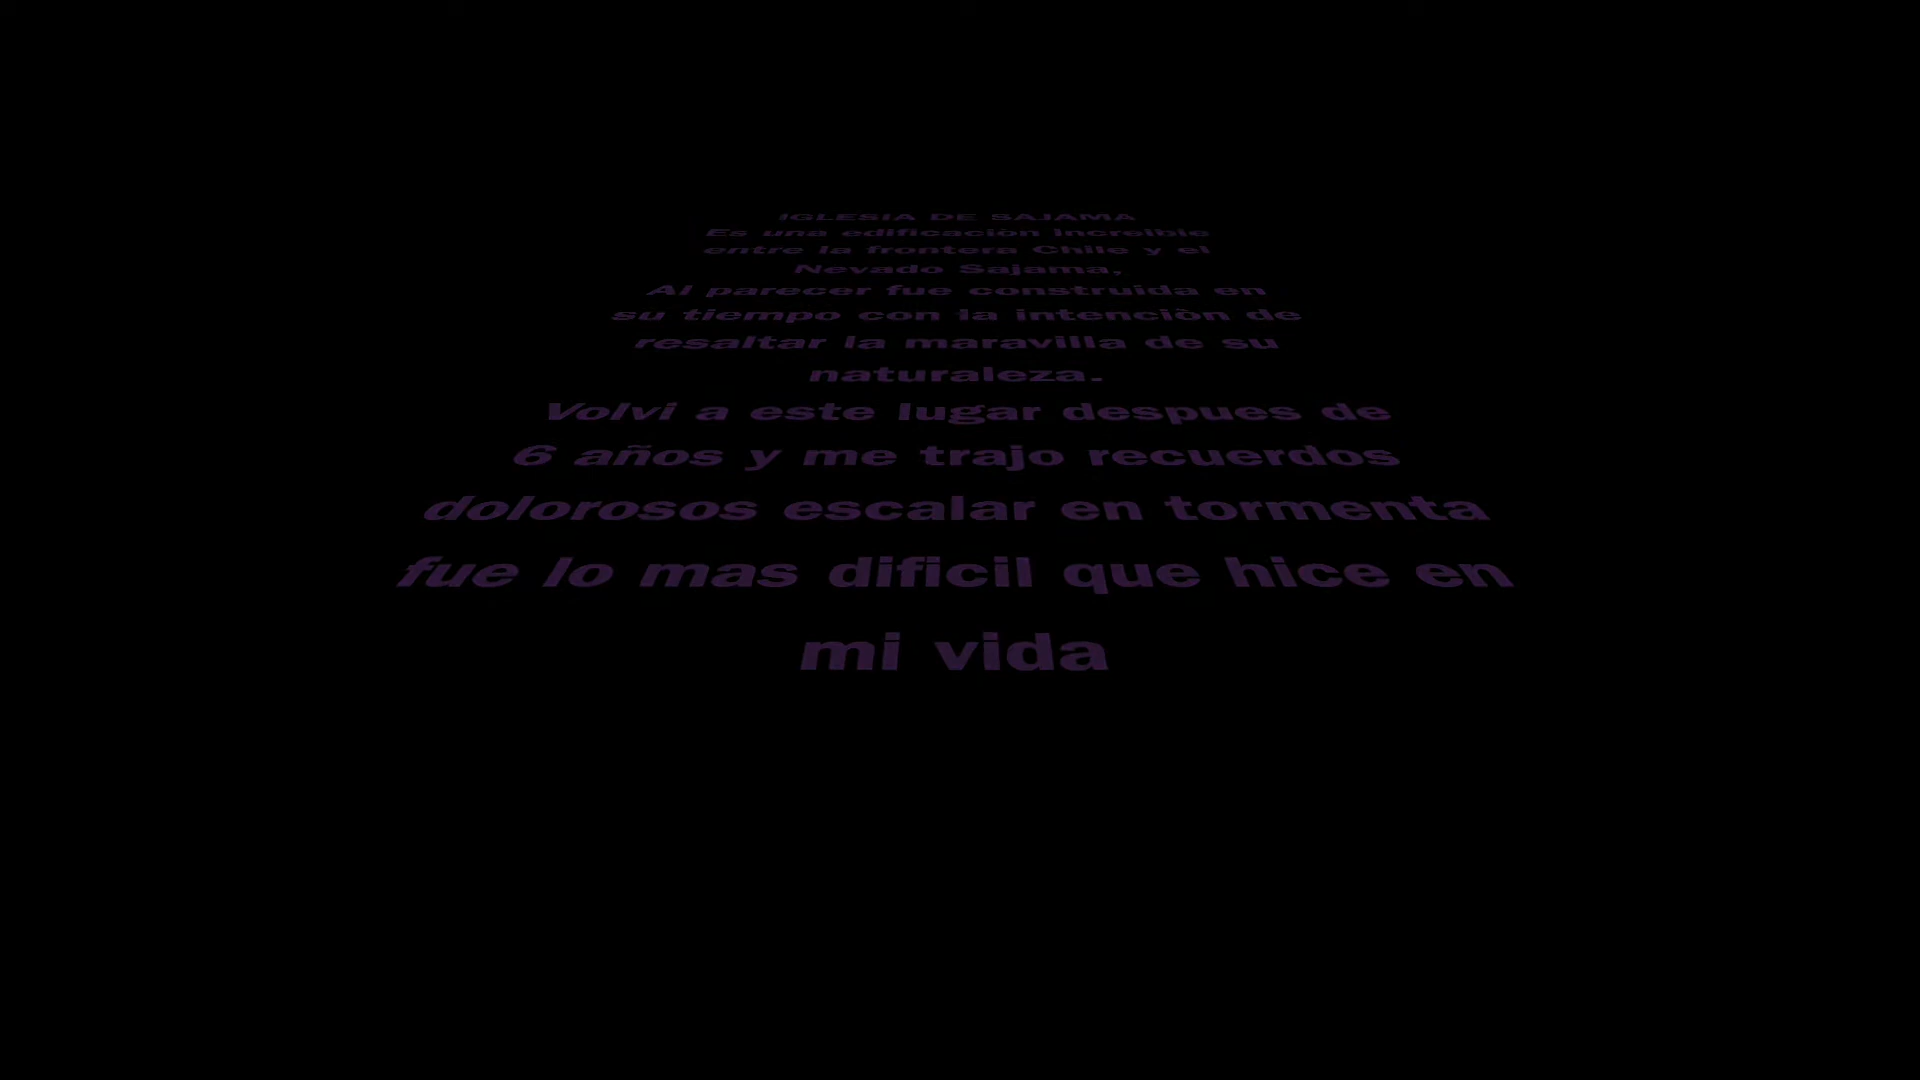 IGLESIA DE SAJAMA
Es una edificaciòn increible
entre la frontera Chile y el
Nevado Sajama,
Al parecer fue construida en
su tiempo con la intenciòn de
resaltar la maravilla de su
naturaleza.
Volvi a este lugar despues de
6 años y me trajo recuerdos
dolorosos escalar en tormenta
fue lo mas dificil que hice en
mi vida